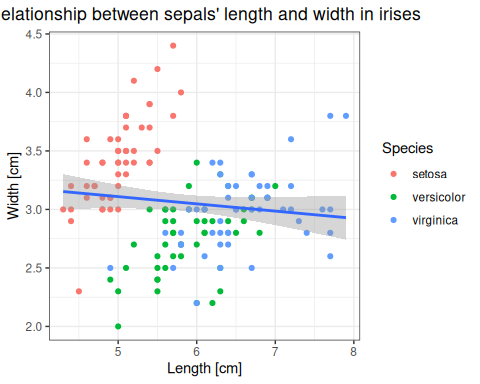 elationship between sepals' length and width in irises
4.5
4.0
3.5
3.0
2.5
2.0
Width [cm]
5
6
7
8
Length [cm]
Species
setosa
versicolor
virginica